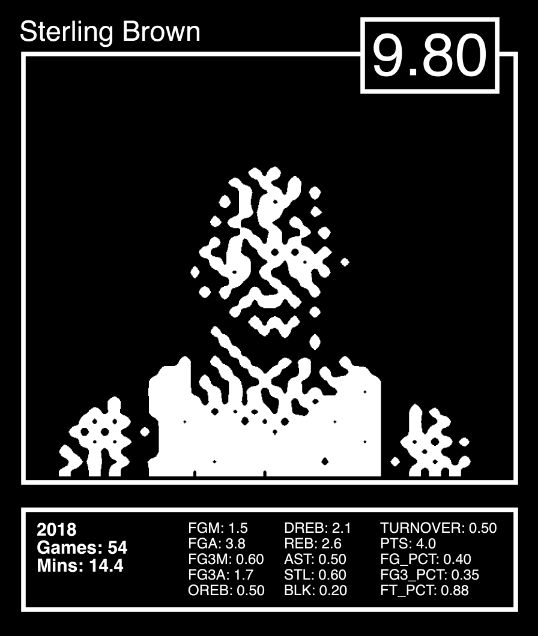 Sterling Brown
9.80
2018
Games: 54
Mins: 14.4
FGM: 1.5
FGA: 3.8
FG3M: 0.60
FG3A: 1.7
OREB: 0.50
DREB: 2.1
REB: 2.6
AST: 0.50
STL: 0.60
BLK: 0.20
TURNOVER: 0.50
PTS: 4.0
FG_PCT: 0.40
FG3_PCT: 0.35
FT_PCT: 0.88